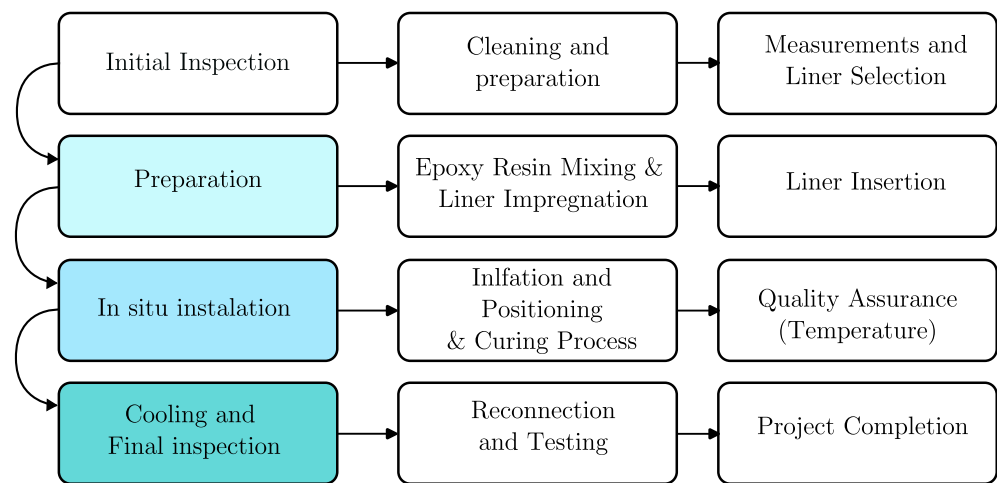 Initial Inspection
Cleaning and
preparation
Measurements and
Liner Selection
Preparation
Epoxy Resin Mixing &
Liner Impregnation
Liner Insertion
In situ instalation
Inlfation and
Positioning
& Curing Process
Quality Assurance
(Temperature)
Cooling and
Final inspection
Reconnection
and Testing
Project Completion